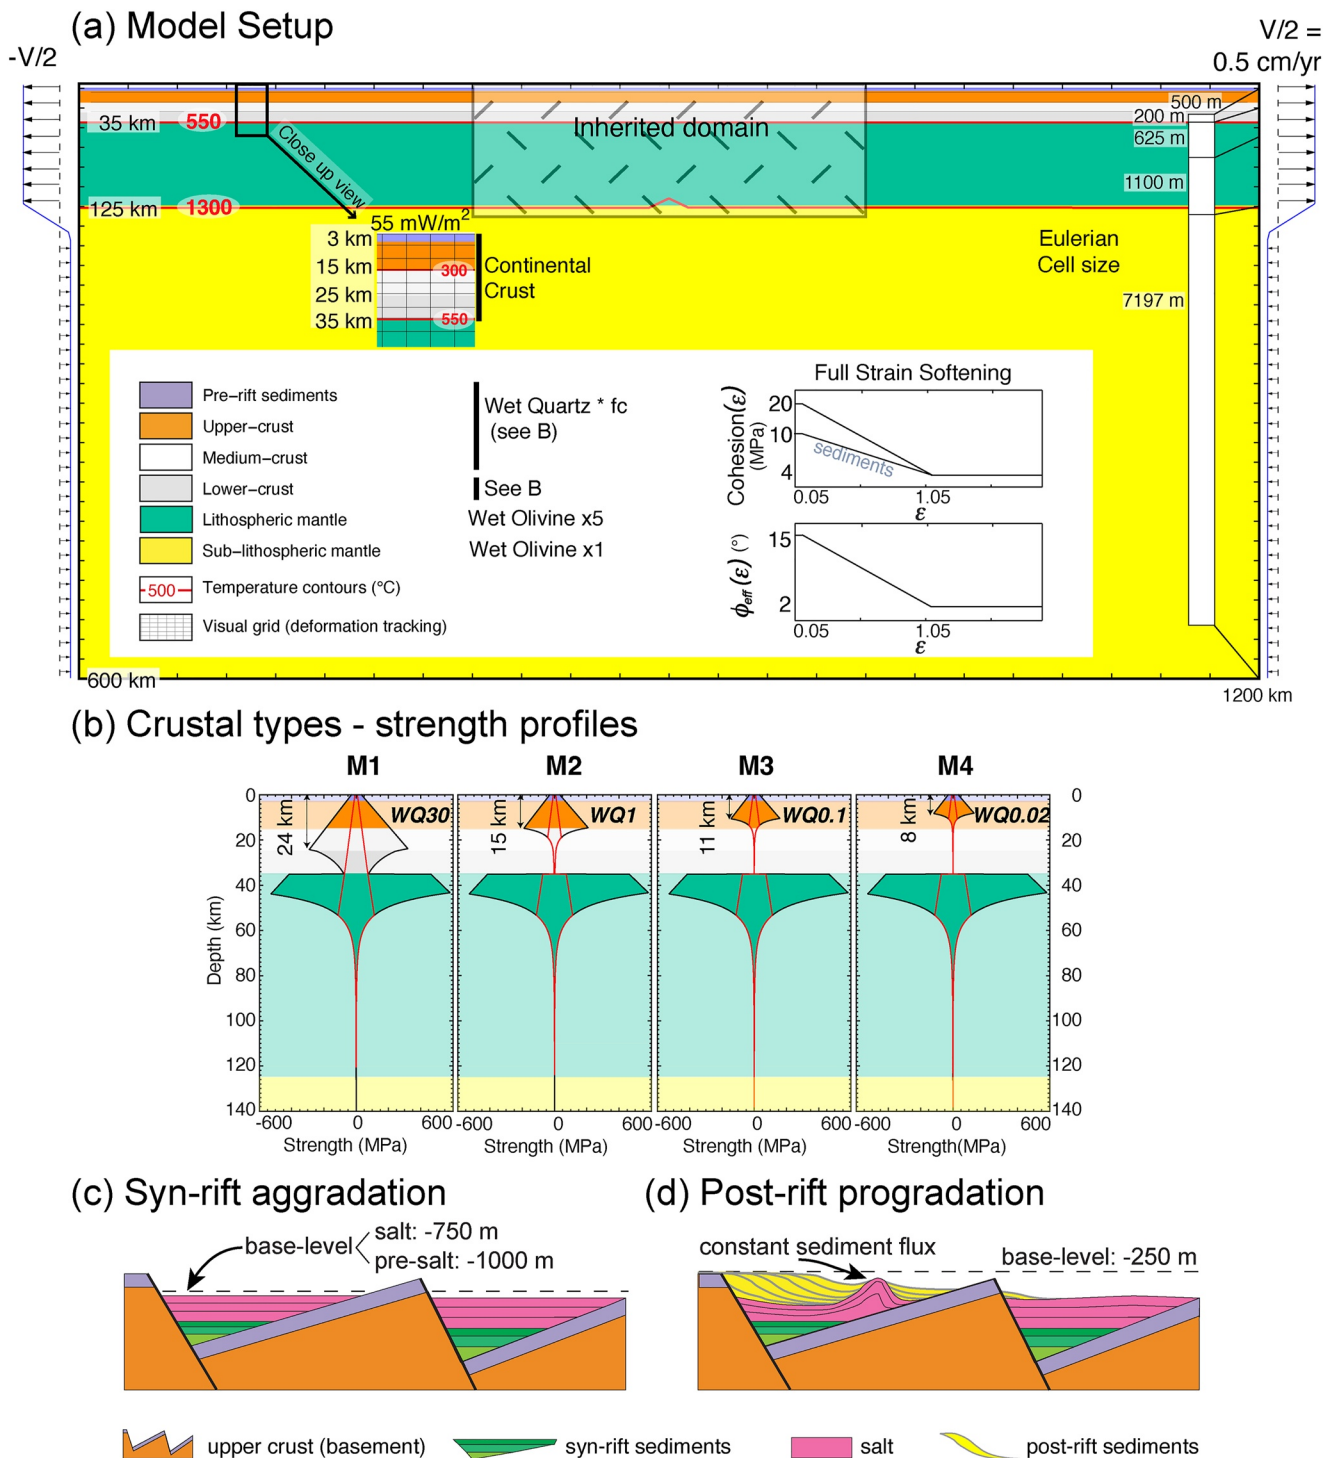 (a) Model Setup
-V/2
V/2 =
0.5 cm/yr
500 m
200 m
35 km
550
Inherited domain
625 m
Close up view
1100 m
125 km
1300
55 mW/m2
3 km
Eulerian
Cell size
15 km
300
Continental
Crust
25 km
7197 m
35 km
550
Full Strain Softening
Pre-rift sediments
Upper-crust
Medium-crust
Lower-crust
Lithospheric mantle
Sub-lithospheric mantle
500
Temperature contours (°C)
Visual grid (deformation tracking)
Wet Quartz * fc
(see B)
See B
Wet Olivine x5
Wet Olivine x1
Cohesion(ε)
(MPa)
20
10
4
sediments
0.05
1.05
ε
ϕeff(ε) (°)
15
2
0.05
1.05
ε
600 km
1200 km
(b) Crustal types - strength profiles
M1
M2
M3
M4
0
20
40
60
80
100
120
140
Depth (km)
24 km
WQ30
15 km
WQ1
11 km
WQ0.1
8 km
WQ0.02
0
20
40
60
80
100
120
140
-600
0
600
-600
0
600
-600
0
600
-600
0
600
Strength (MPa)
Strength (MPa)
Strength (MPa)
Strength(MPa)
(c) Syn-rift aggradation
base-level
salt: -750 m
pre-salt: -1000 m
(d) Post-rift progradation
constant sediment flux
base-level: -250 m
upper crust (basement)
syn-rift sediments
salt
post-rift sediments